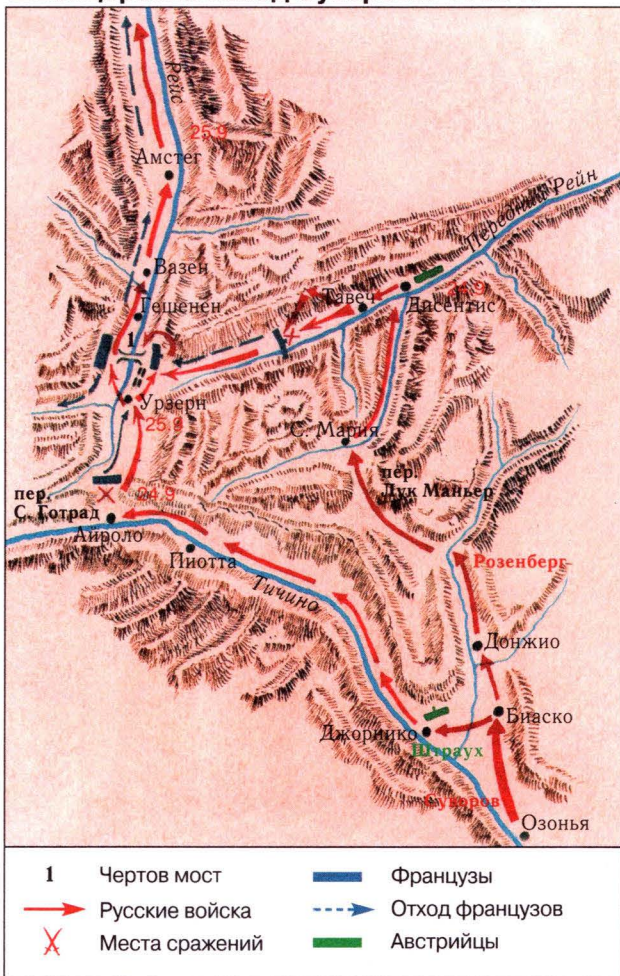 Рейс
25.9
Амстег
Передний Рейн
Вазен
Тавеч
Дисентис
Гешенен
1
Урзерн
25.9
С. Мария
пер.
Лук Маньер
пер.
С. Готрад
24.9
Айроло
Пиотта
Тичино
Розенберг
Донжио
Биаско
Джорнико
Штраух
Суворов
Озонья
1 Чертов мост
Французы
Русские войска
Отход французов
Места сражений
Австрийцы